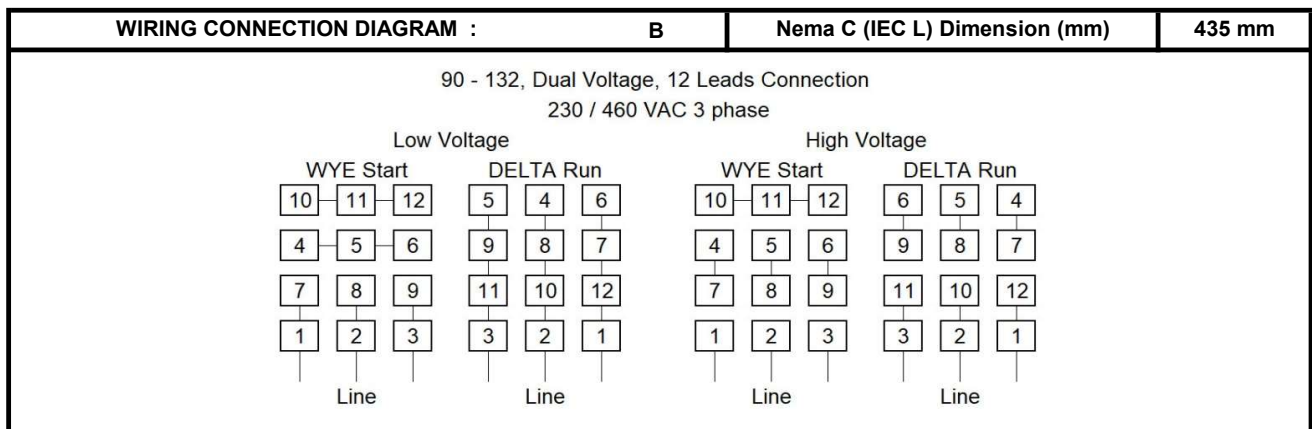 WIRING CONNECTION DIAGRAM : B Nema C (IEC L) Dimension (mm) 435 mm
90 - 132, Dual Voltage, 12 Leads Connection
230 / 460 VAC 3 phase
Low Voltage High Voltage
WYE Start DELTA Run WYE Start DELTA Run
10 11 12 5 4 6 10 11 12 6 5 4
4 5 6 9 8 7 4 5 6 9 8 7
7 8 9 11 10 12 7 8 9 11 10 12
1 2 3 3 2 1 1 2 3 3 2 1
Line Line Line Line